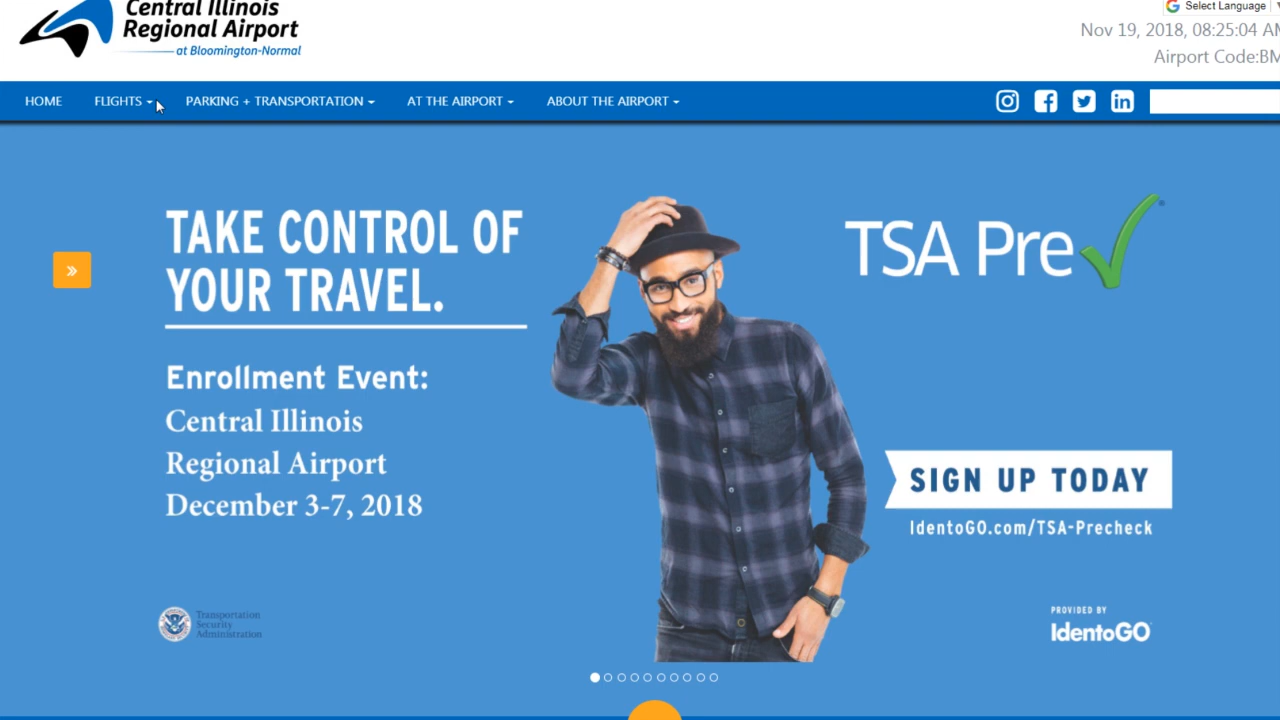 Central Illinois
Regional Airport
at Bloomington-Normal
Select Language
Nov 19, 2018, 08:25:04 AM
Airport Code:BM
HOME
FLIGHTS
PARKING + TRANSPORTATION
AT THE AIRPORT
ABOUT THE AIRPORT
TAKE CONTROL OF
YOUR TRAVEL.
Enrollment Event:
Central Illinois
Regional Airport
December 3-7, 2018
TSA Pre
SIGN UP TODAY
IdentoGO.com/TSA-Precheck
Transportation
Security
Administration
PROVIDED BY
IdentoGO